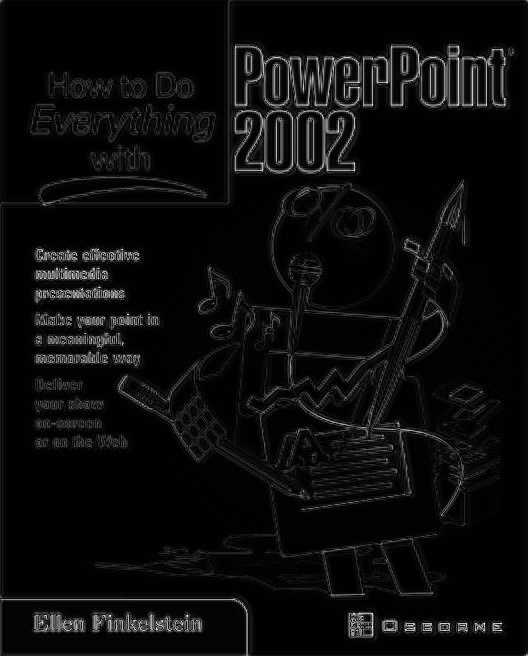 How to Do
Everything
with
PowerPoint®
2002
Create effective
multimedia
presentations
Make your point in
a meaningful,
memorable way
Deliver
your show
on-screen
or on the Web
A
Ellen Finkelstein
OSBORNE